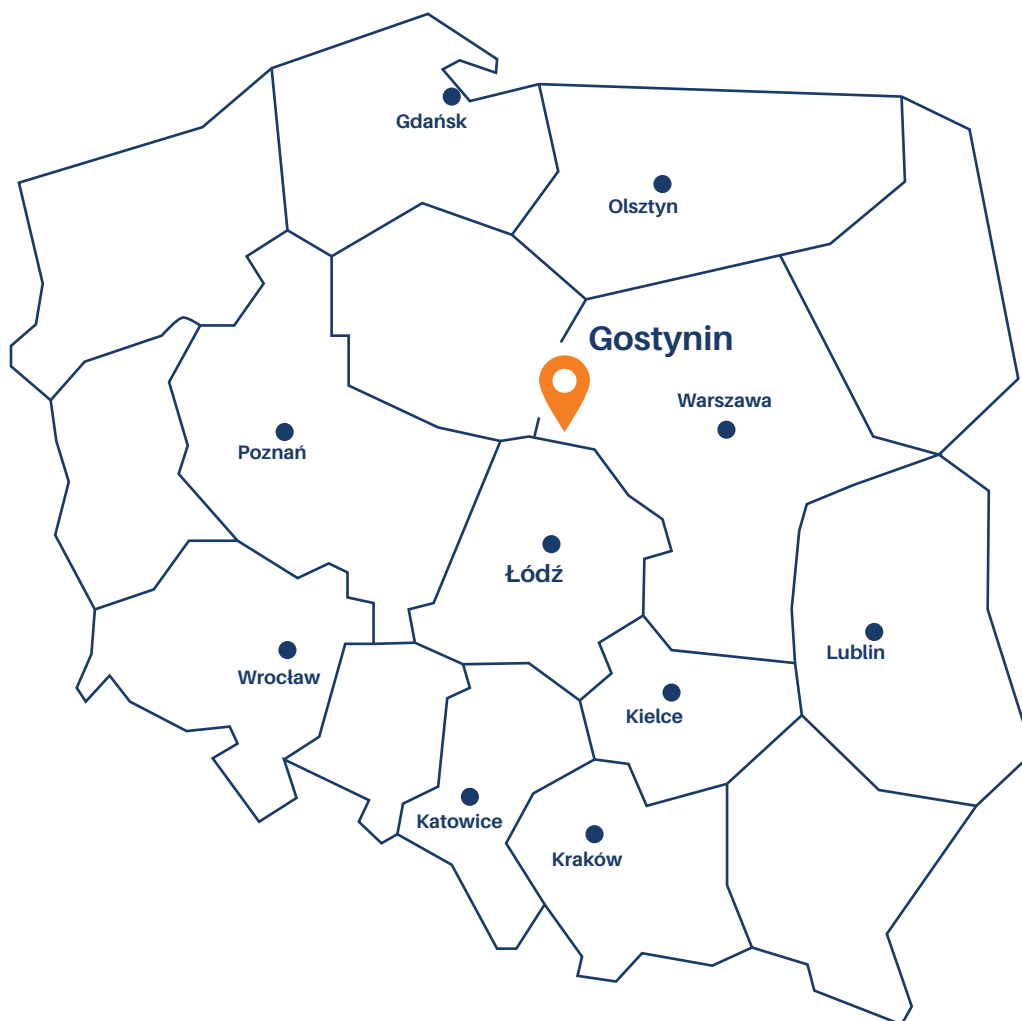 Gdańsk
Olsztyn
Gostynin
Warszawa
Poznań
Łódź
Lublin
Wrocław
Kielce
Katowice
Kraków